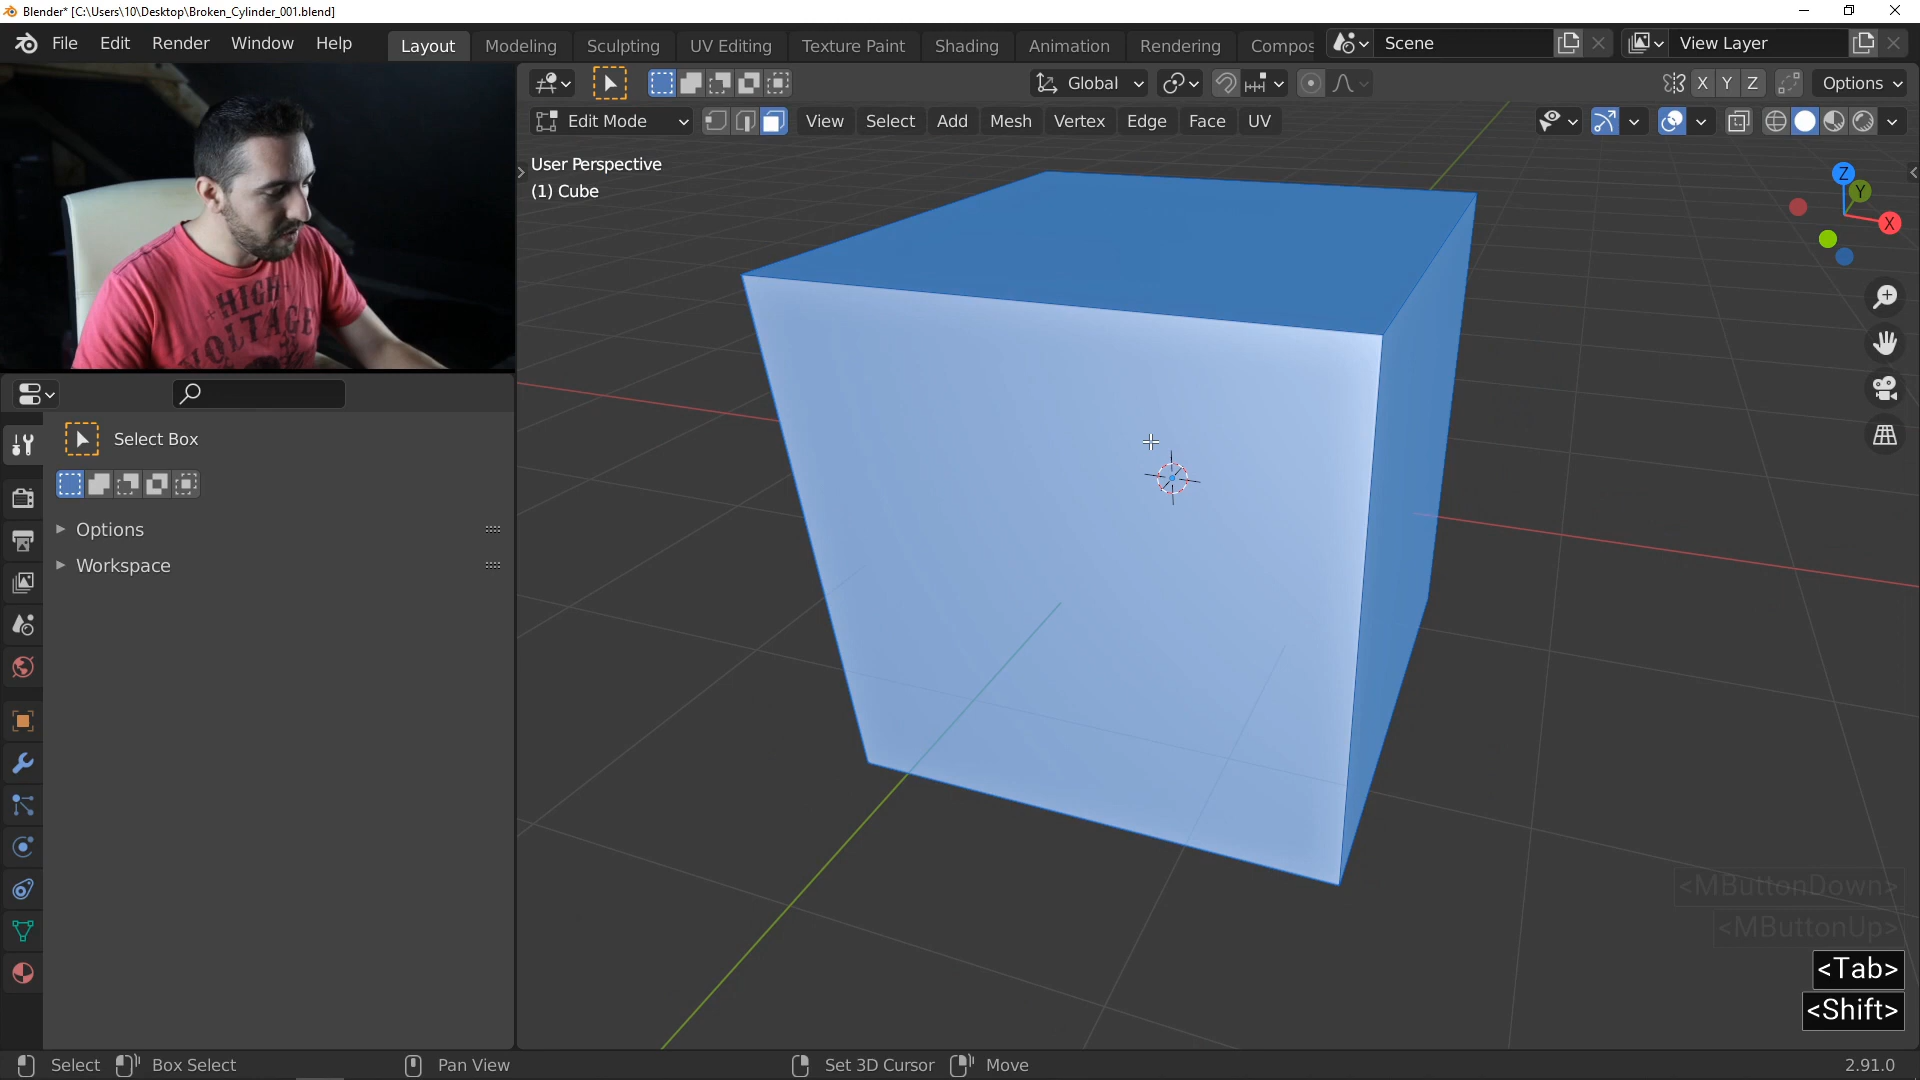 Blender* [C:\Users\10\Desktop\Broken_Cylinder_001.blend]
File Edit Render Window Help Layout Modeling Sculpting UV Editing Texture Paint Shading Animation Rendering Compos Scene View Layer
Global X Y Z Options
Edit Mode View Select Add Mesh Vertex Edge Face UV
User Perspective
(1) Cube
Z
Y
X
HIGH
VOLTAGE
Select Box
Options
Workspace
<MButtonDown>
<MButtonUp>
<Tab>
<Shift>
Select Box Select Pan View Set 3D Cursor Move 2.91.0